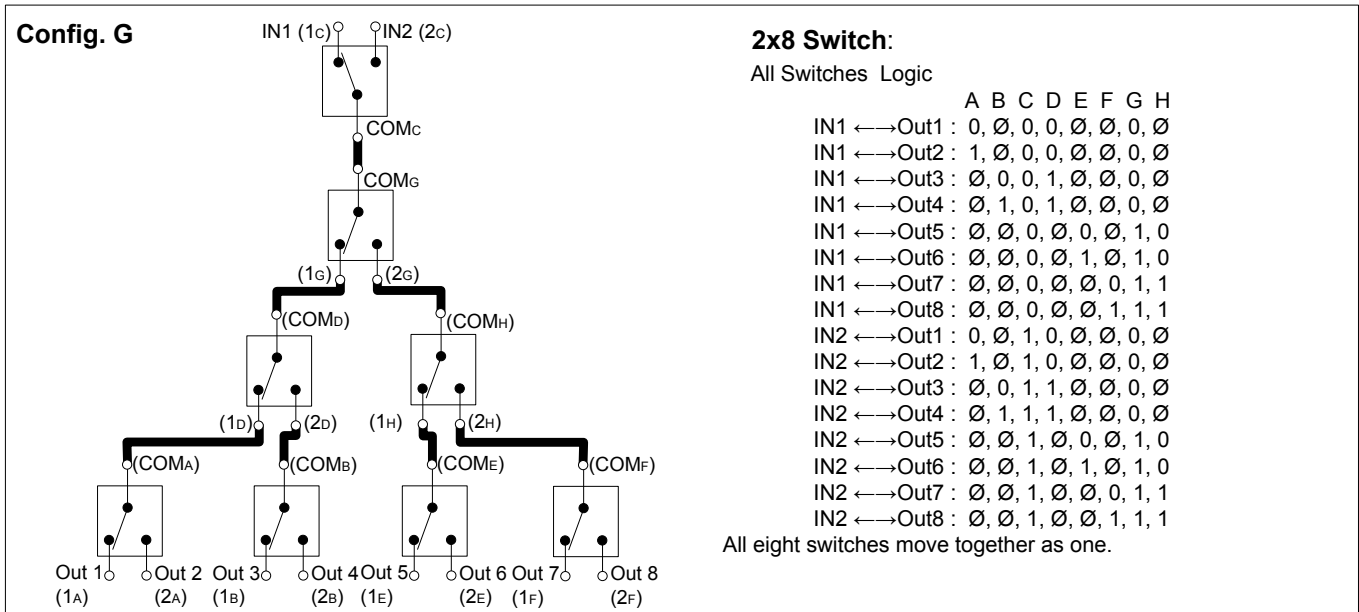 Config. G
IN1 (1C) IN2 (2C)
COMC
COMG
(1G) (2G)
(COMD) (COMH)
(1D) (2D) (1H) (2H)
(COMA) (COMB) (COME) (COMF)
Out 1 Out 2 Out 3 Out 4 Out 5 Out 6 Out 7 Out 8
(1A) (2A) (1B) (2B) (1E) (2E) (1F) (2F)
2x8 Switch:
All Switches Logic
A B C D E F G H
IN1 ←→Out1 : 0, Ø, 0, 0, Ø, Ø, 0, Ø
IN1 ←→Out2 : 1, Ø, 0, 0, Ø, Ø, 0, Ø
IN1 ←→Out3 : Ø, 0, 0, 1, Ø, Ø, 0, Ø
IN1 ←→Out4 : Ø, 1, 0, 1, Ø, Ø, 0, Ø
IN1 ←→Out5 : Ø, Ø, 0, Ø, 0, Ø, 1, 0
IN1 ←→Out6 : Ø, Ø, 0, Ø, 1, Ø, 1, 0
IN1 ←→Out7 : Ø, Ø, 0, Ø, Ø, 0, 1, 1
IN1 ←→Out8 : Ø, Ø, 0, Ø, Ø, 1, 1, 1
IN2 ←→Out1 : 0, Ø, 1, 0, Ø, Ø, 0, Ø
IN2 ←→Out2 : 1, Ø, 1, 0, Ø, Ø, 0, Ø
IN2 ←→Out3 : Ø, 0, 1, 1, Ø, Ø, 0, Ø
IN2 ←→Out4 : Ø, 1, 1, 1, Ø, Ø, 0, Ø
IN2 ←→Out5 : Ø, Ø, 1, Ø, 0, Ø, 1, 0
IN2 ←→Out6 : Ø, Ø, 1, Ø, 1, Ø, 1, 0
IN2 ←→Out7 : Ø, Ø, 1, Ø, Ø, 0, 1, 1
IN2 ←→Out8 : Ø, Ø, 1, Ø, Ø, 1, 1, 1
All eight switches move together as one.